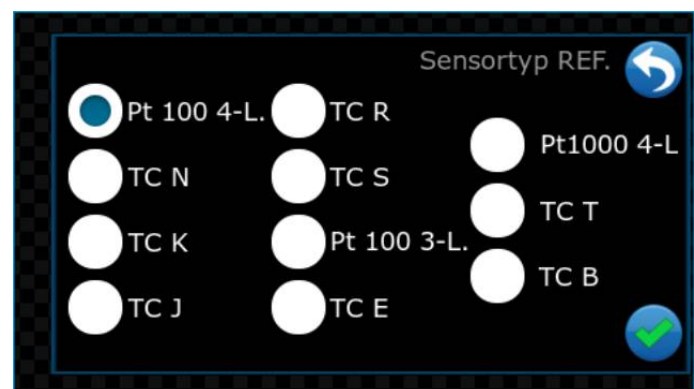 Sensortyp REF.
Pt 100 4-L.
TC N
TC K
TC J
TC R
TC S
Pt 100 3-L.
TC E
Pt1000 4-L
TC T
TC B